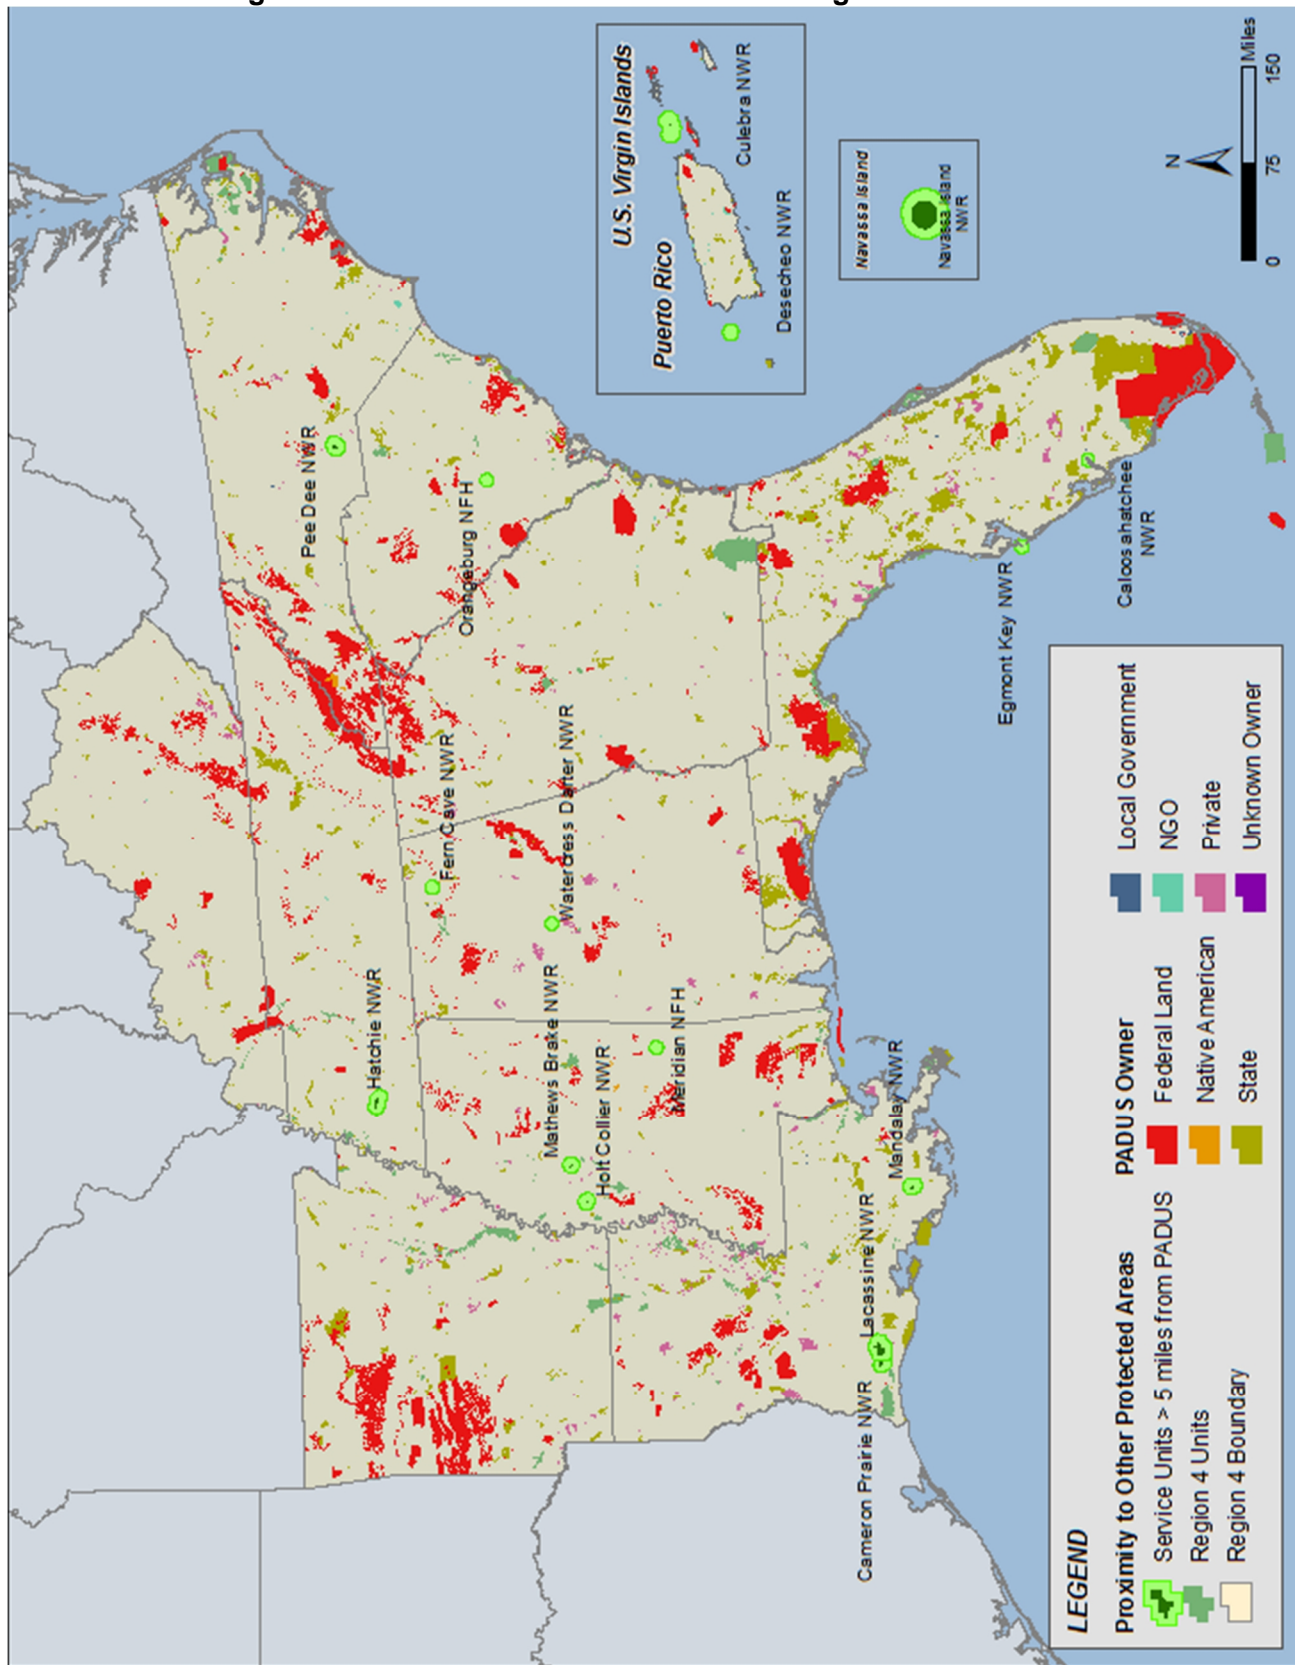 Pee Dee NWR
Orangeburg NFH
Fern Cave NWR
Watercress Darter NWR
Hatchie NWR
Mathews Brake NWR
Holt Collier NWR
Meridian NFH
Mandalay NWR
Lacassine NWR
Cameron Prairie NWR
Egmont Key NWR
Caloosahatchee
NWR
U.S. Virgin Islands
Puerto Rico
Culebra NWR
Desecheo NWR
Navassa Island
Navassa Island
NWR
N
0 75 150
Miles
LEGEND
Proximity to Other Protected Areas
Service Units > 5 miles from PADUS
Region 4 Units
Region 4 Boundary
PADUS Owner
Federal Land
Native American
State
Local Government
NGO
Private
Unknown Owner